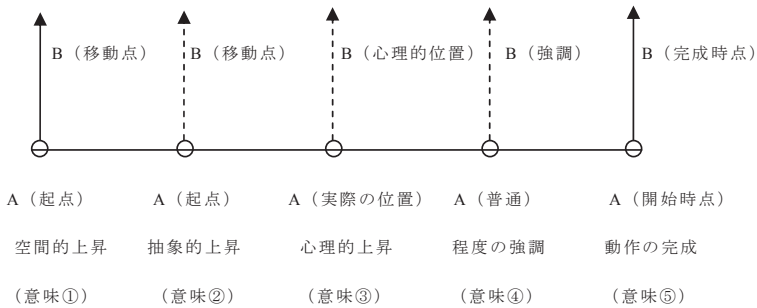 B（移動点） B（移動点） B（心理的位置） B（強調） B（完成時点）
A（起点） A（起点） A（実際の位置） A（普通） A（開始時点）
空間的上昇 抽象的上昇 心理的上昇 程度の強調 動作の完成
（意味①） （意味②） （意味③） （意味④） （意味⑤）